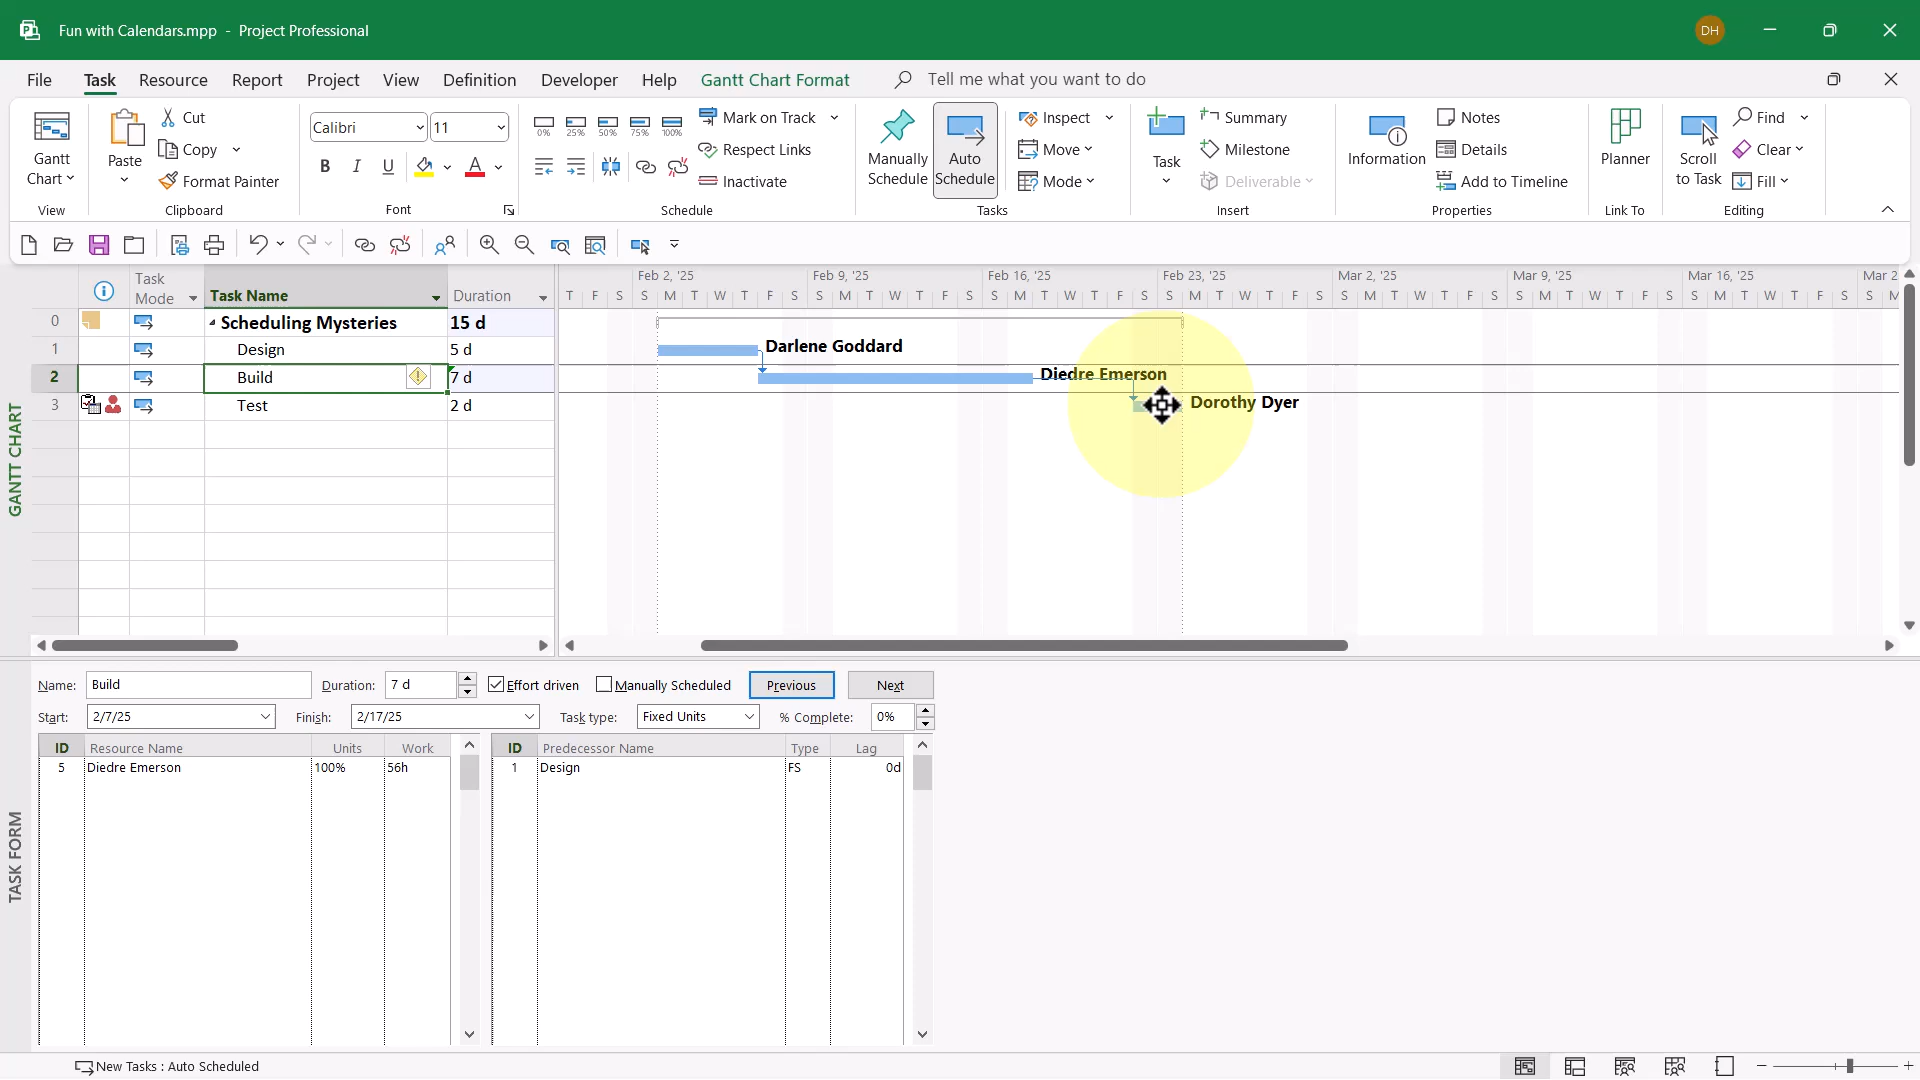 Fun with Calendars.mpp - Project Professional
DH
File Task Resource Report Project View Definition Developer Help Gantt Chart Format Tell me what you want to do
Gantt Chart
View
Paste
Cut
Copy
Format Painter
Clipboard
Calibri 11
B I U A
Font
0% 25% 50% 75% 100%
Mark on Track
Respect Links
Inactivate
Schedule
Manually Schedule
Auto Schedule
Inspect
Move
Mode
Tasks
Task
Summary
Milestone
Deliverable
Insert
Information
Notes
Details
Add to Timeline
Properties
Planner
Link To
Scroll to Task
Find
Clear
Fill
Editing
Task Mode
Task Name
Duration
Feb 2, '25 Feb 9, '25 Feb 16, '25 Feb 23, '25 Mar 2, '25 Mar 9, '25 Mar 16, '25 Mar 2
T F S S M T W T F S S M T W T F S S M T W T F S S M T W T F S S M T W T F S S M T W T F S S M T W T F S S M
0 Scheduling Mysteries 15 d
1 Design 5 d Darlene Goddard
2 Build 7 d Diedre Emerson
3 Test 2 d Dorothy Dyer
GANTT CHART
Name: Build Duration: 7 d Effort driven Manually Scheduled Previous Next
Start: 2/7/25 Finish: 2/17/25 Task type: Fixed Units % Complete: 0%
ID Resource Name Units Work ID Predecessor Name Type Lag
5 Diedre Emerson 100% 56h 1 Design FS 0d
TASK FORM
New Tasks : Auto Scheduled